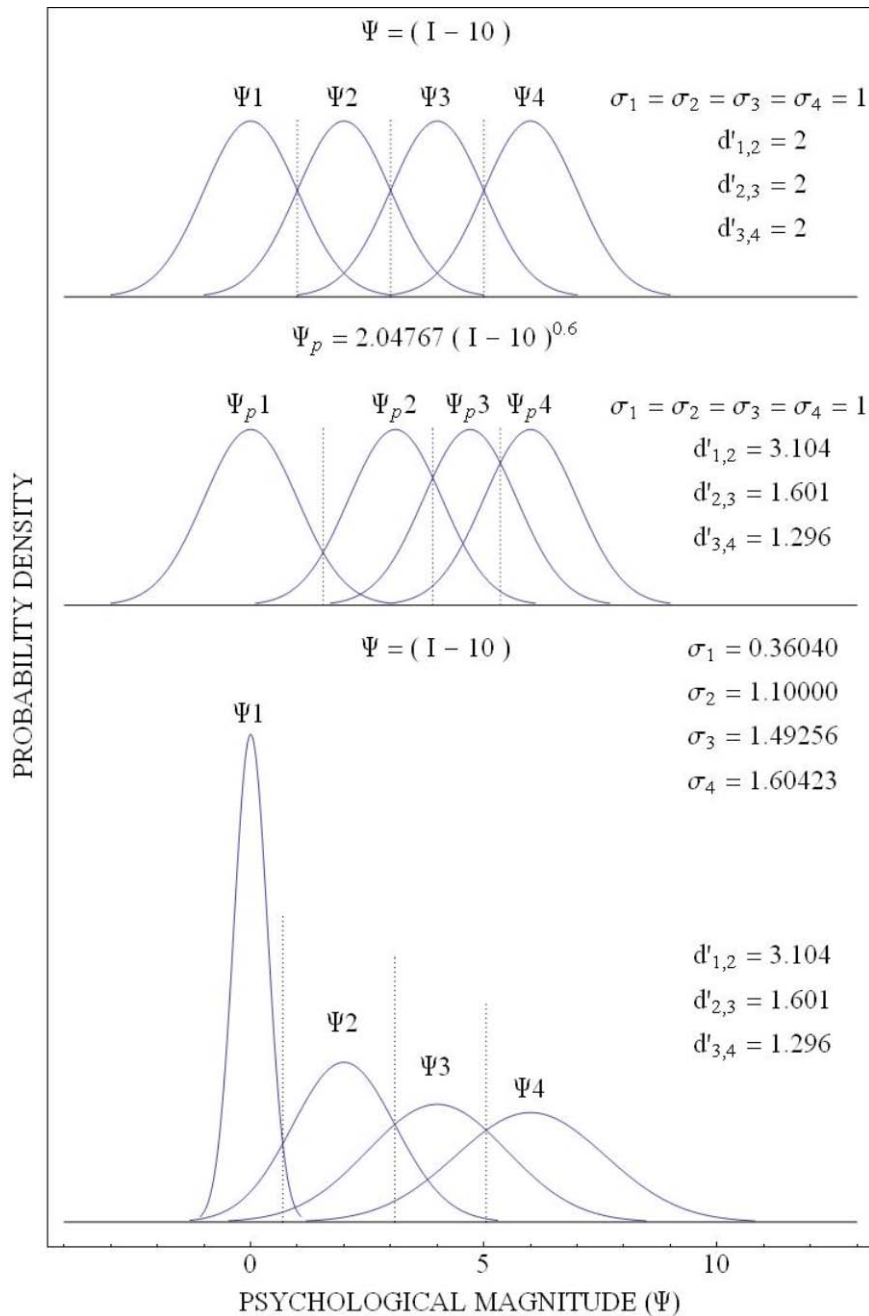 Ψ = ( I − 10 )
Ψ1 Ψ2 Ψ3 Ψ4
σ₁ = σ₂ = σ₃ = σ₄ = 1
d'₁,₂ = 2
d'₂,₃ = 2
d'₃,₄ = 2
Ψₚ = 2.04767 ( I − 10 )^0.6
Ψₚ1 Ψₚ2 Ψₚ3 Ψₚ4
σ₁ = σ₂ = σ₃ = σ₄ = 1
d'₁,₂ = 3.104
d'₂,₃ = 1.601
d'₃,₄ = 1.296
Ψ = ( I − 10 )
σ₁ = 0.36040
σ₂ = 1.10000
σ₃ = 1.49256
σ₄ = 1.60423
Ψ1
Ψ2
Ψ3
Ψ4
d'₁,₂ = 3.104
d'₂,₃ = 1.601
d'₃,₄ = 1.296
0 5 10
PSYCHOLOGICAL MAGNITUDE (Ψ)
PROBABILITY DENSITY